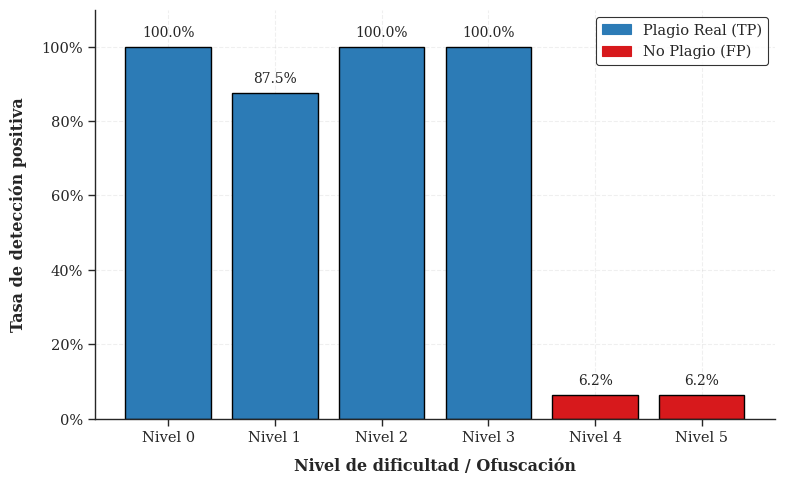 100.0%
87.5%
100.0%
100.0%
6.2%
6.2%
Plagio Real (TP)
No Plagio (FP)
100%
80%
60%
40%
20%
0%
Tasa de detección positiva
Nivel 0
Nivel 1
Nivel 2
Nivel 3
Nivel 4
Nivel 5
Nivel de dificultad / Ofuscación